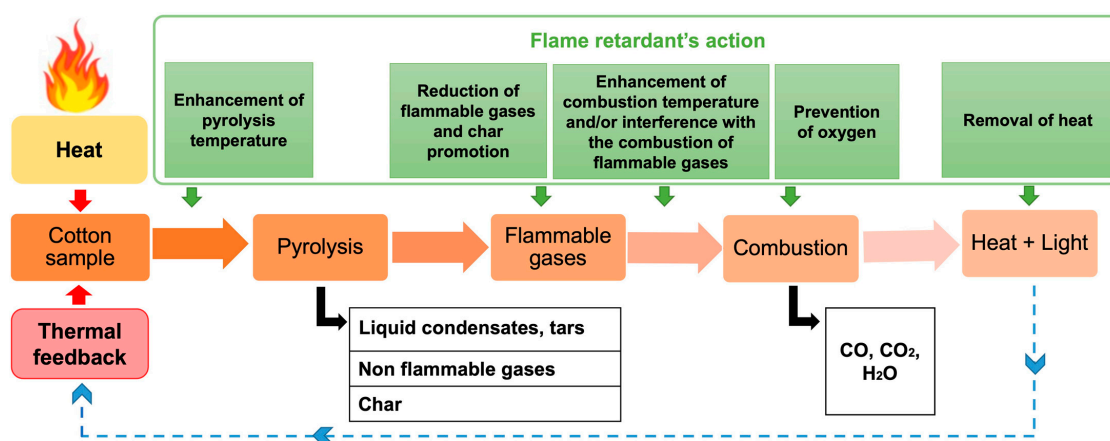 Flame retardant's action
Enhancement of
pyrolysis
temperature
Reduction of
flammable gases
and char
promotion
Enhancement of
combustion temperature
and/or interference with
the combustion of
flammable gases
Prevention
of oxygen
Removal of heat
Heat
Cotton
sample
Pyrolysis
Flammable
gases
Combustion
Heat + Light
Thermal
feedback
Liquid condensates, tars
Non flammable gases
Char
CO, CO₂,
H₂O